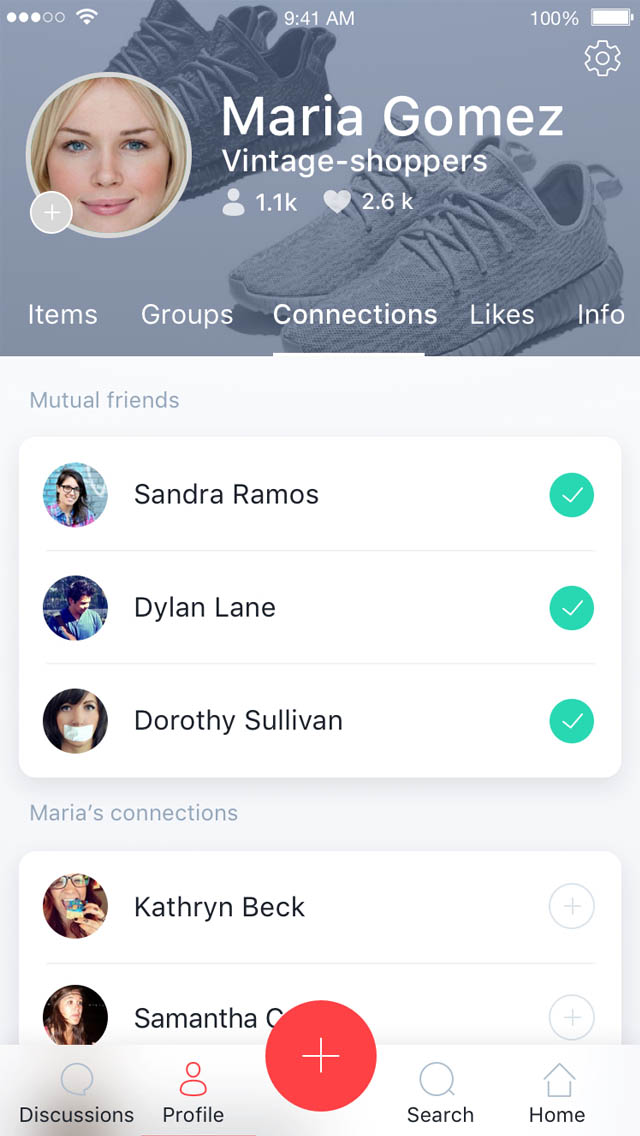 9:41 AM 100%
Maria Gomez
Vintage-shoppers
1.1k 2.6 k
Items Groups Connections Likes Info
Mutual friends
Sandra Ramos
Dylan Lane
Dorothy Sullivan
Maria’s connections
Kathryn Beck
Samantha
Discussions Profile Search Home